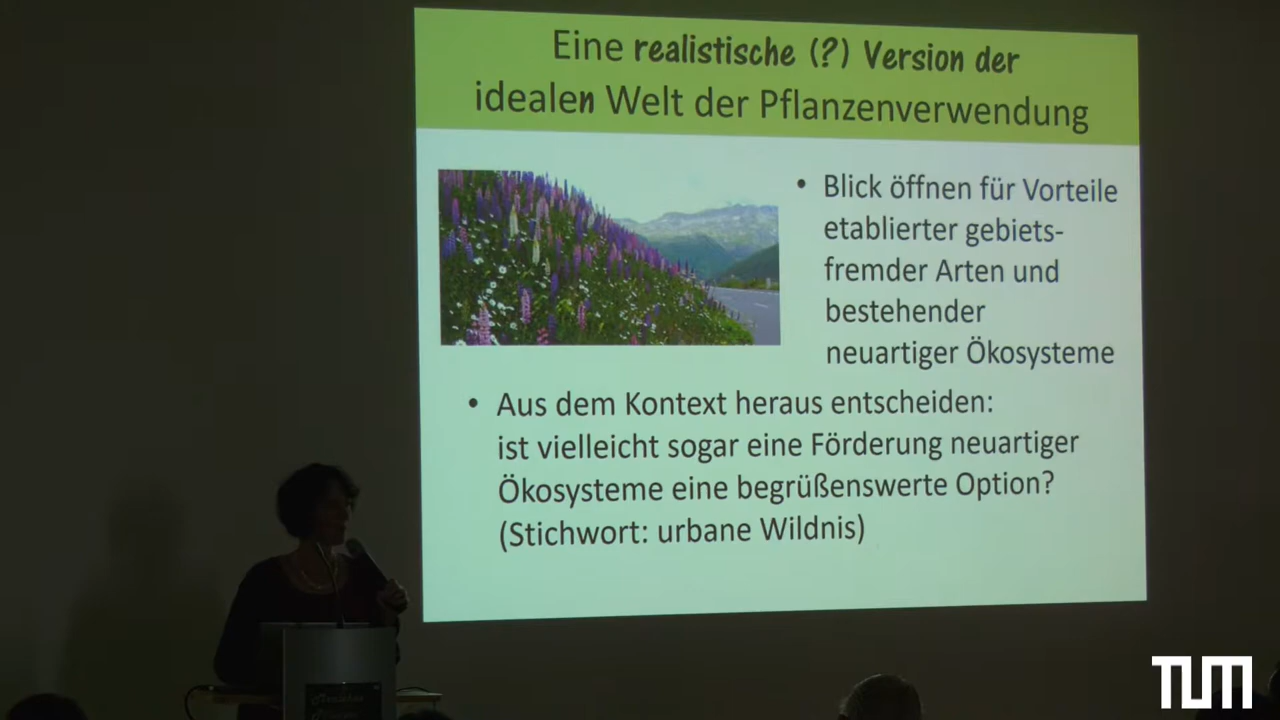 Eine realistische (?) Version der
idealen Welt der Pflanzenverwendung
• Blick öffnen für Vorteile
etablierter gebiets-
fremder Arten und
bestehender
neuartiger Ökosysteme
• Aus dem Kontext heraus entscheiden:
ist vielleicht sogar eine Förderung neuartiger
Ökosysteme eine begrüßenswerte Option?
(Stichwort: urbane Wildnis)
TUM